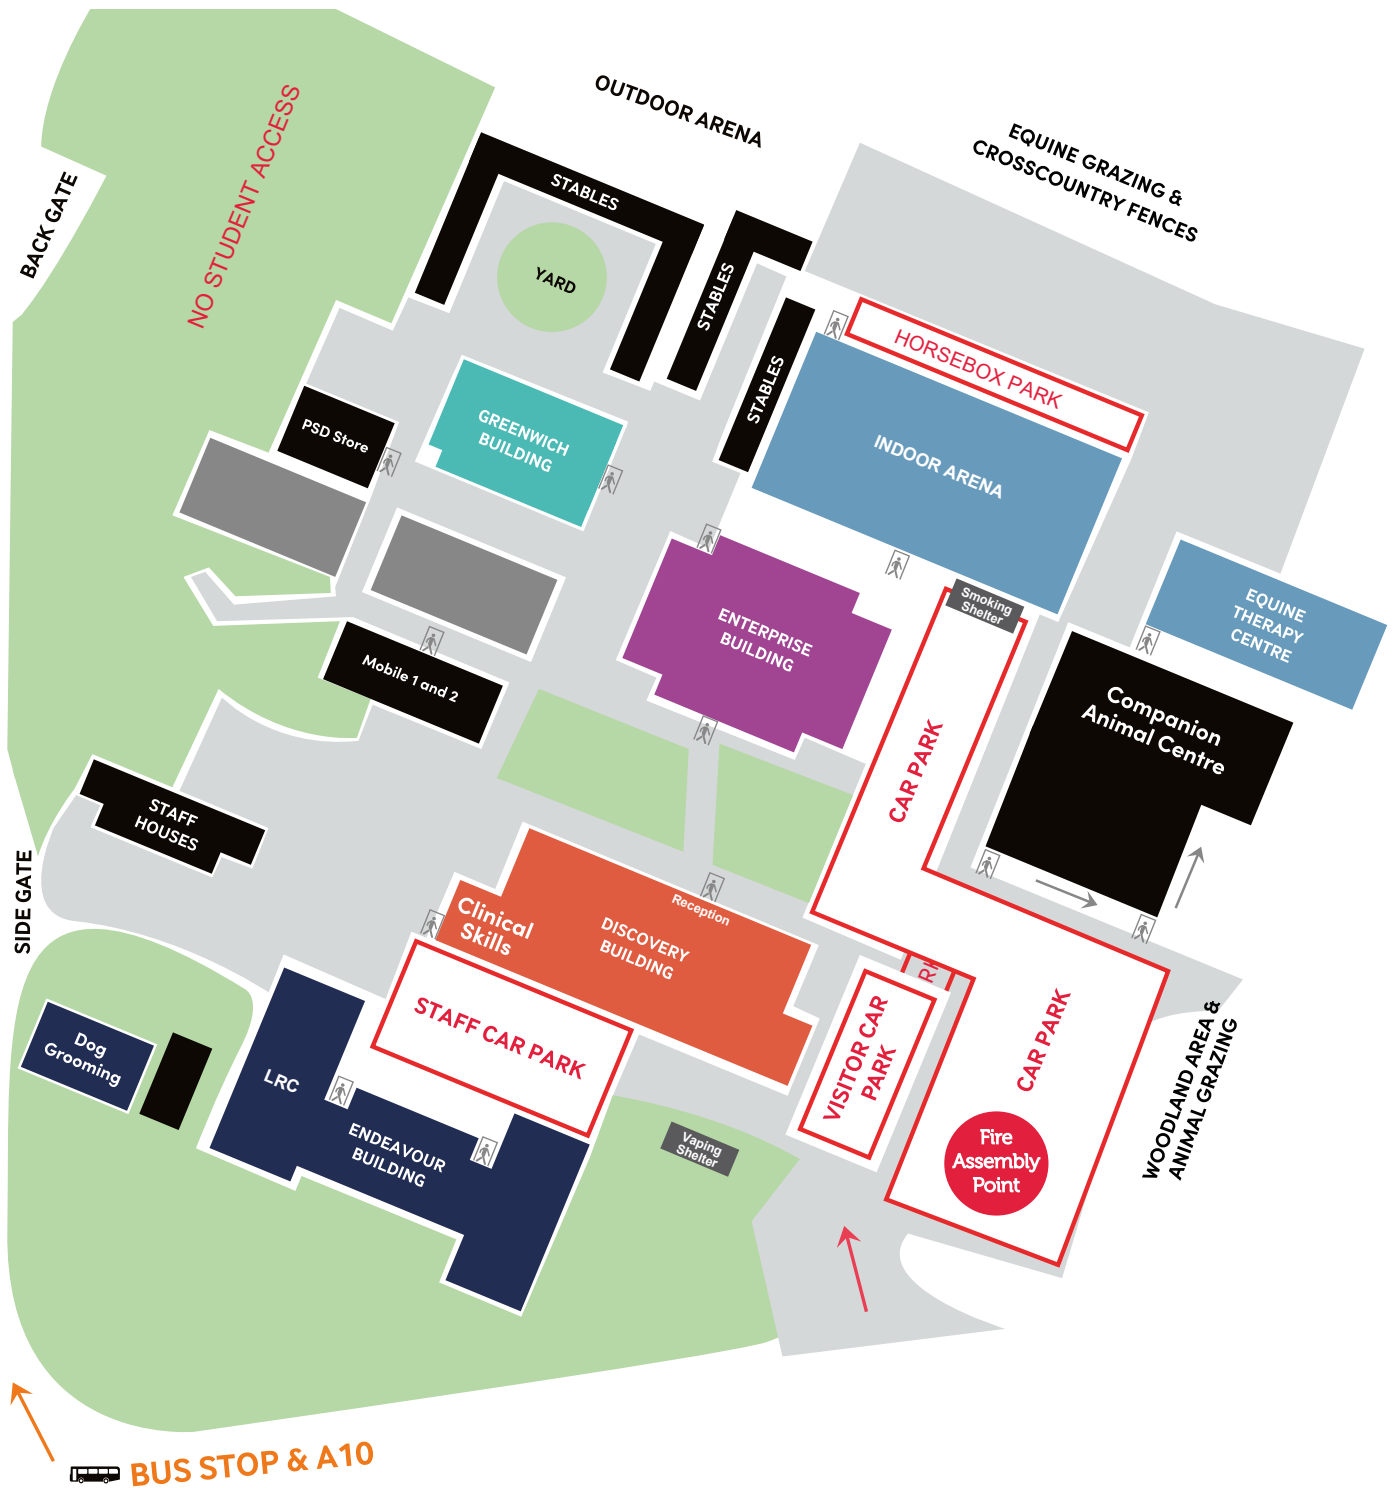 OUTDOOR ARENA
EQUINE GRAZING &
CROSSCOUNTRY FENCES
NO STUDENT ACCESS
BACK GATE
STABLES
YARD
STABLES
STABLES
HORSEBOX PARK
INDOOR ARENA
PSD Store
GREENWICH
BUILDING
Smoking
Shelter
EQUINE
THERAPY
CENTRE
ENTERPRISE
BUILDING
Mobile 1 and 2
Companion
Animal Centre
CAR PARK
STAFF
HOUSES
SIDE GATE
Reception
Clinical
Skills
DISCOVERY
BUILDING
STAFF CAR PARK
VISITOR CAR
PARK
CAR PARK
WOODLAND AREA &
ANIMAL GRAZING
Dog
Grooming
LRC
ENDEAVOUR
BUILDING
Vaping
Shelter
Fire
Assembly
Point
BUS STOP & A10